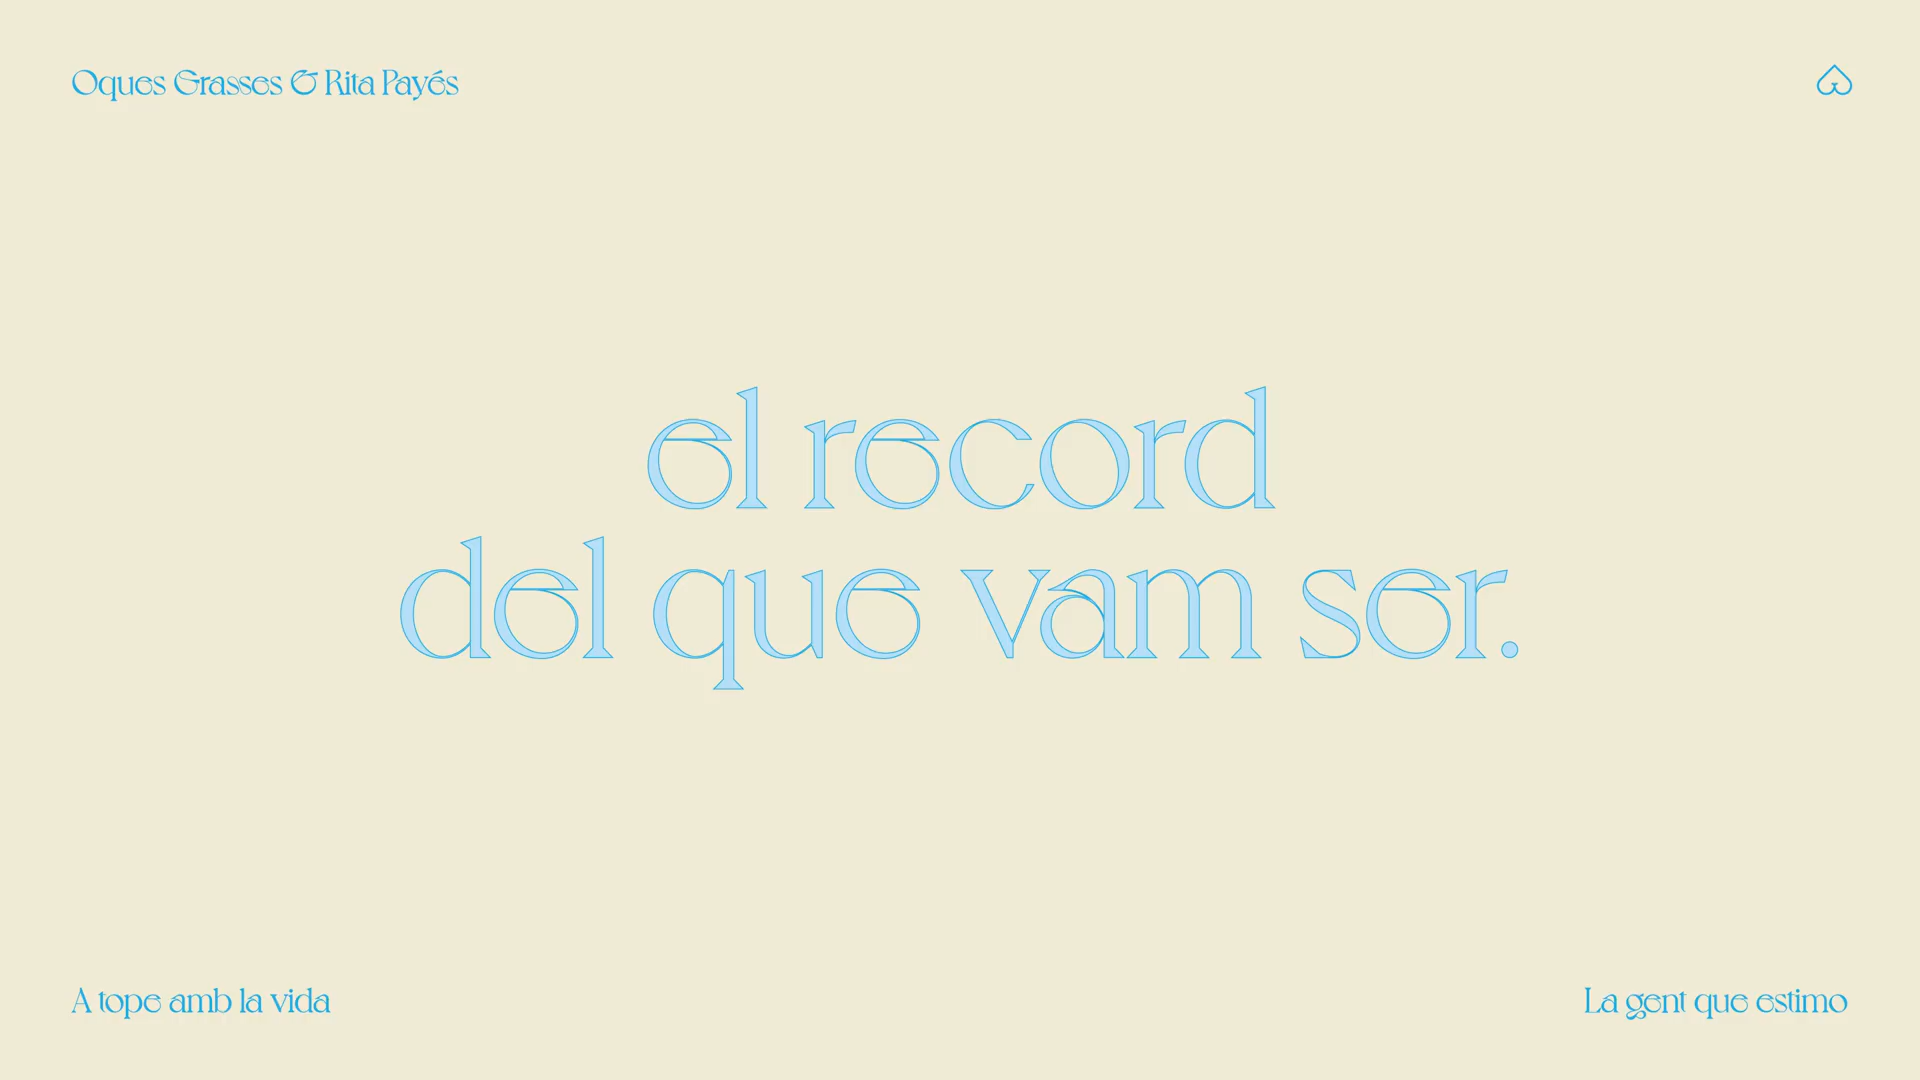 Oques Grasses & Rita Payés
el record
del que vam ser.
A tope amb la vida
La gent que estimo